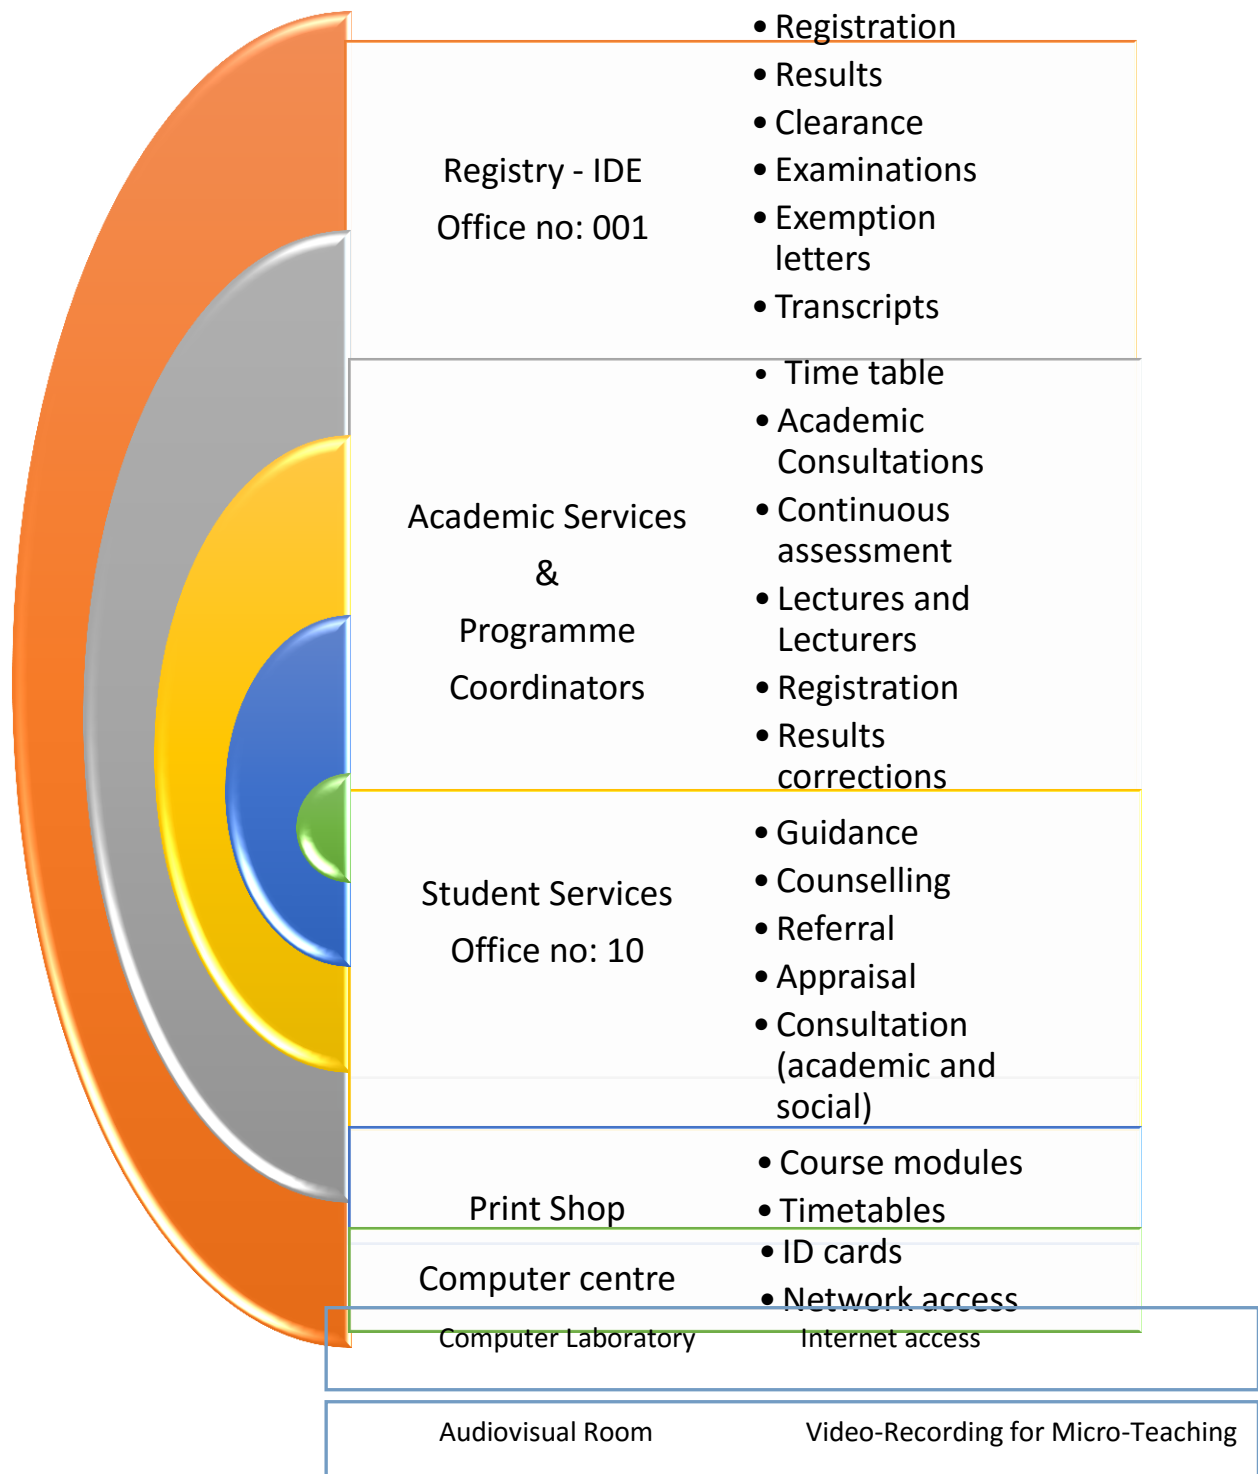 Registry - IDE
Office no: 001
• Registration
• Results
• Clearance
• Examinations
• Exemption
letters
• Transcripts
Academic Services
&
Programme
Coordinators
• Time table
• Academic
Consultations
• Continuous
assessment
• Lectures and
Lecturers
• Registration
• Results
corrections
Student Services
Office no: 10
• Guidance
• Counselling
• Referral
• Appraisal
• Consultation
(academic and
social)
Print Shop
• Course modules
• Timetables
Computer centre
• ID cards
• Network access
Computer Laboratory Internet access
Audiovisual Room Video-Recording for Micro-Teaching